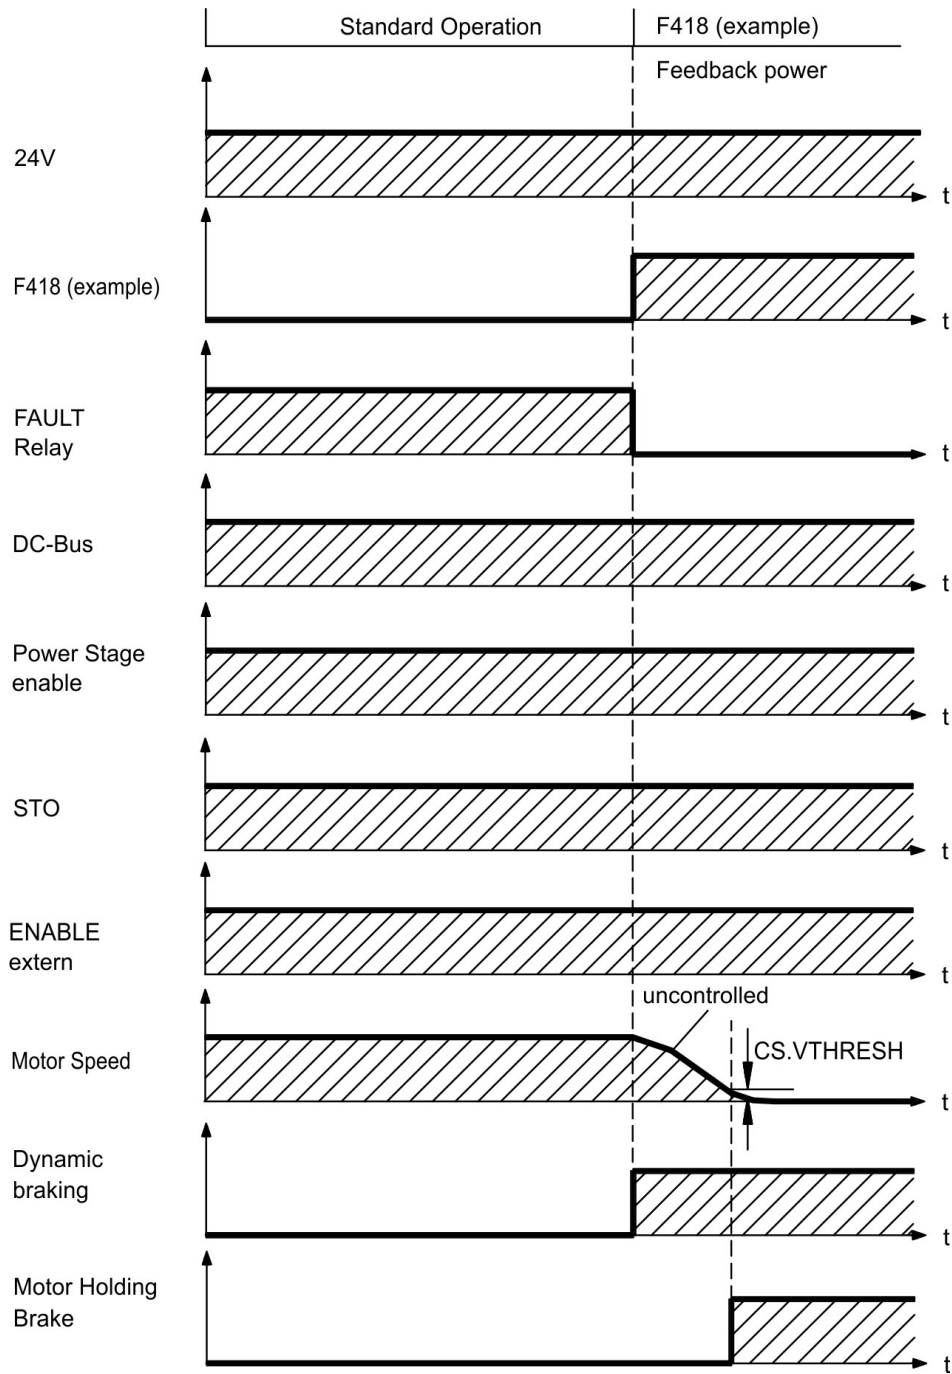 Standard Operation
F418 (example)
Feedback power
24V
t
F418 (example)
t
FAULT
Relay
t
DC-Bus
t
Power Stage
enable
t
STO
t
ENABLE
extern
t
uncontrolled
Motor Speed
CS.VTHRESH
t
Dynamic
braking
t
Motor Holding
Brake
t